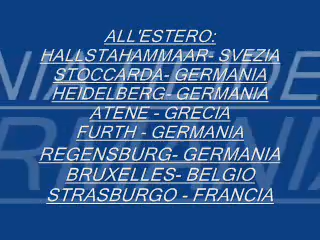 ALL'ESTERO:
HALLSTAHAMMAAR- SVEZIA
STOCCARDA- GERMANIA
HEIDELBERG- GERMANIA
ATENE - GRECIA
FURTH - GERMANIA
REGENSBURG- GERMANIA
BRUXELLES- BELGIO
STRASBURGO - FRANCIA